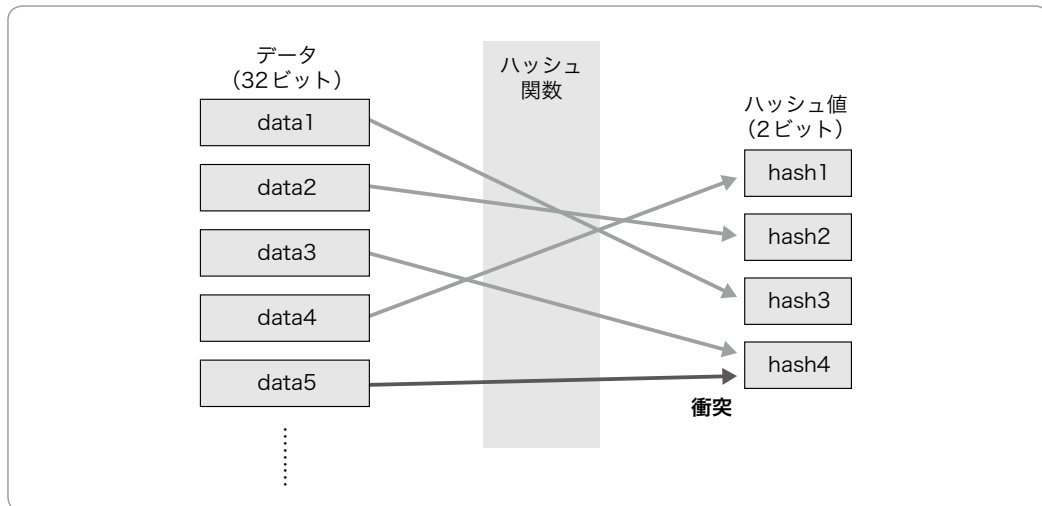 データ
（32ビット）
data1
data2
data3
data4
data5
ハッシュ
関数
ハッシュ値
（2ビット）
hash1
hash2
hash3
hash4
衝突